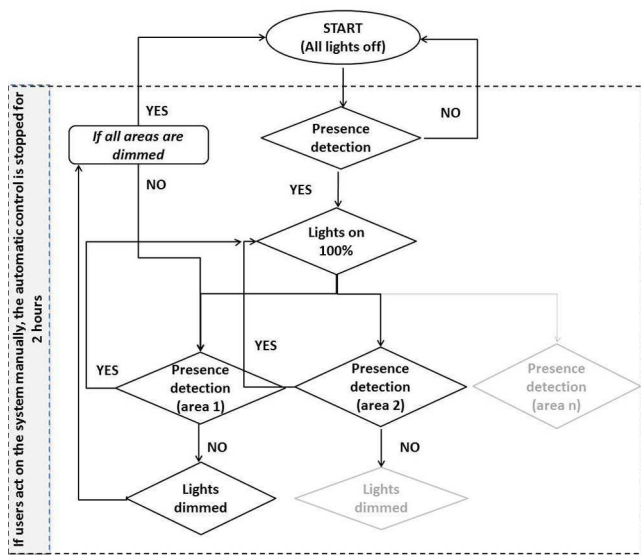 START
(All lights off)
YES
NO
If all areas are
dimmed
Presence
detection
NO
YES
Lights on
100%
YES
YES
Presence
detection
(area 1)
Presence
detection
(area 2)
Presence
detection
(area n)
NO
NO
Lights
dimmed
Lights
dimmed
If users act on the system manually, the automatic control is stopped for
2 hours